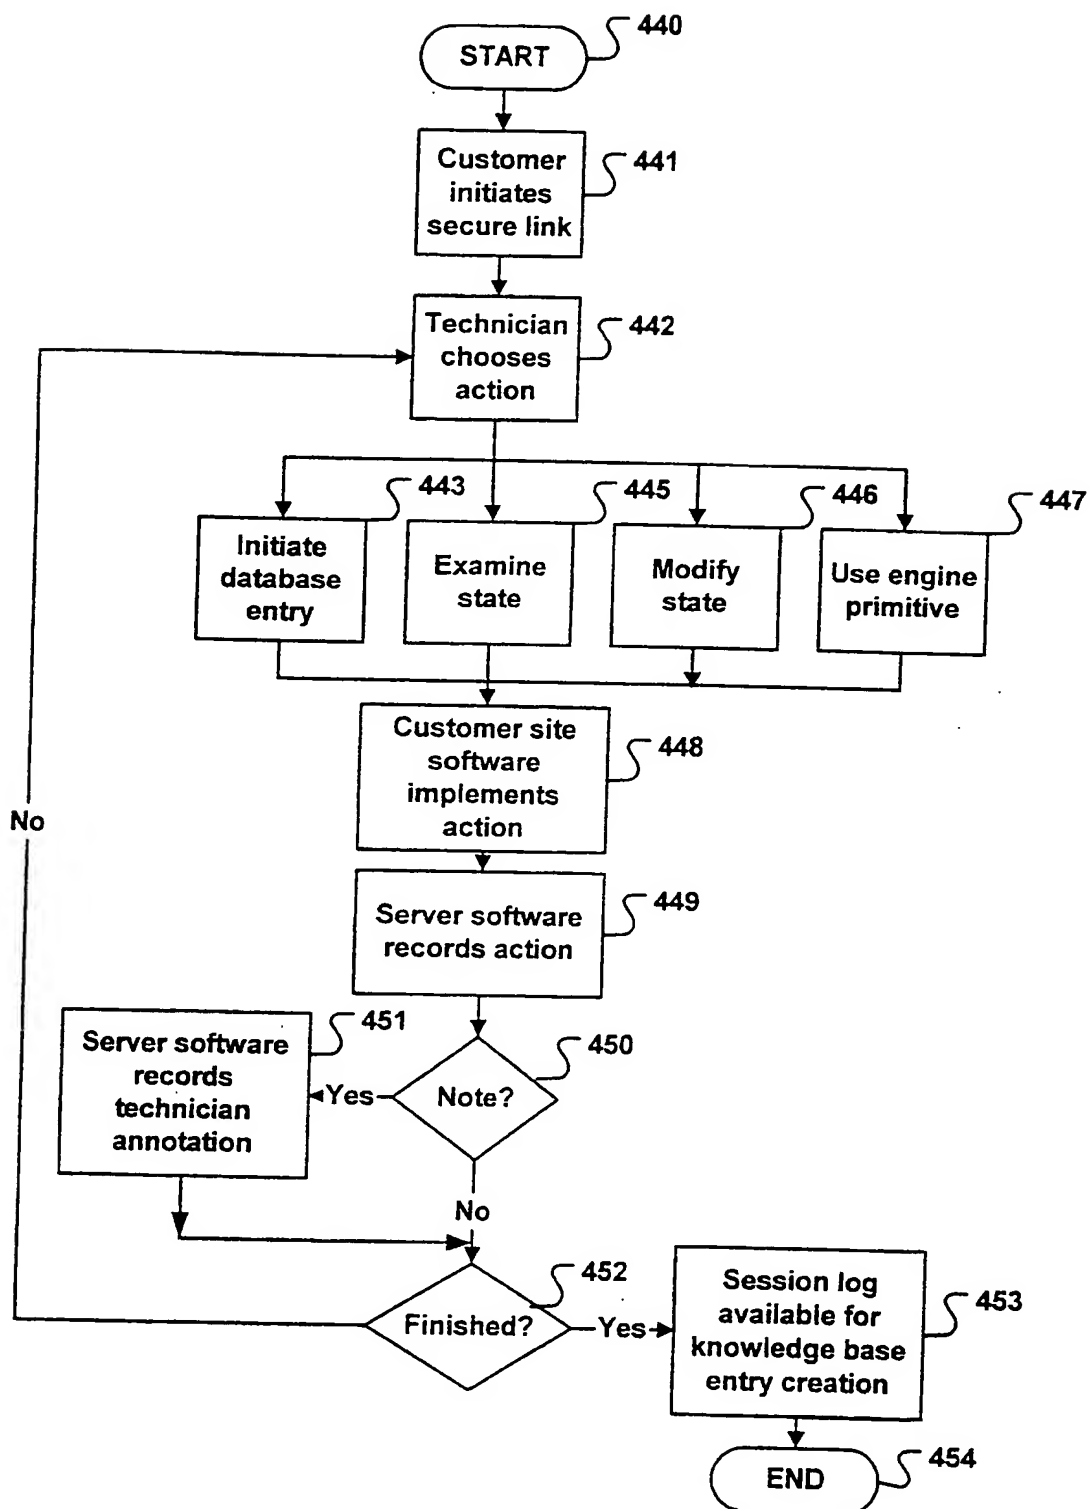 START
440
Customer
initiates
secure link
441
Technician
chooses
action
442
443
445
446
447
Initiate
database
entry
Examine
state
Modify
state
Use engine
primitive
Customer site
software
implements
action
448
No
Server software
records action
449
451
Server software
records
technician
annotation
Yes
Note?
450
No
Finished?
452
Yes
Session log
available for
knowledge base
entry creation
453
END
454